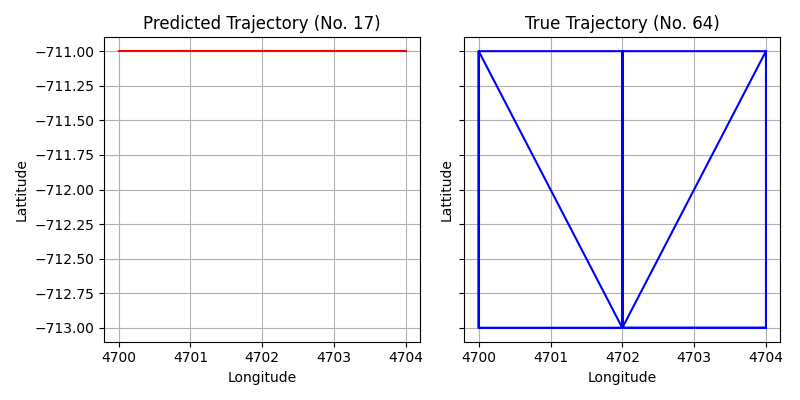 Predicted Trajectory (No. 17)
True Trajectory (No. 64)
Lattitude
−711.00
−711.25
−711.50
−711.75
−712.00
−712.25
−712.50
−712.75
−713.00
4700 4701 4702 4703 4704
Longitude
Lattitude
4700 4701 4702 4703 4704
Longitude